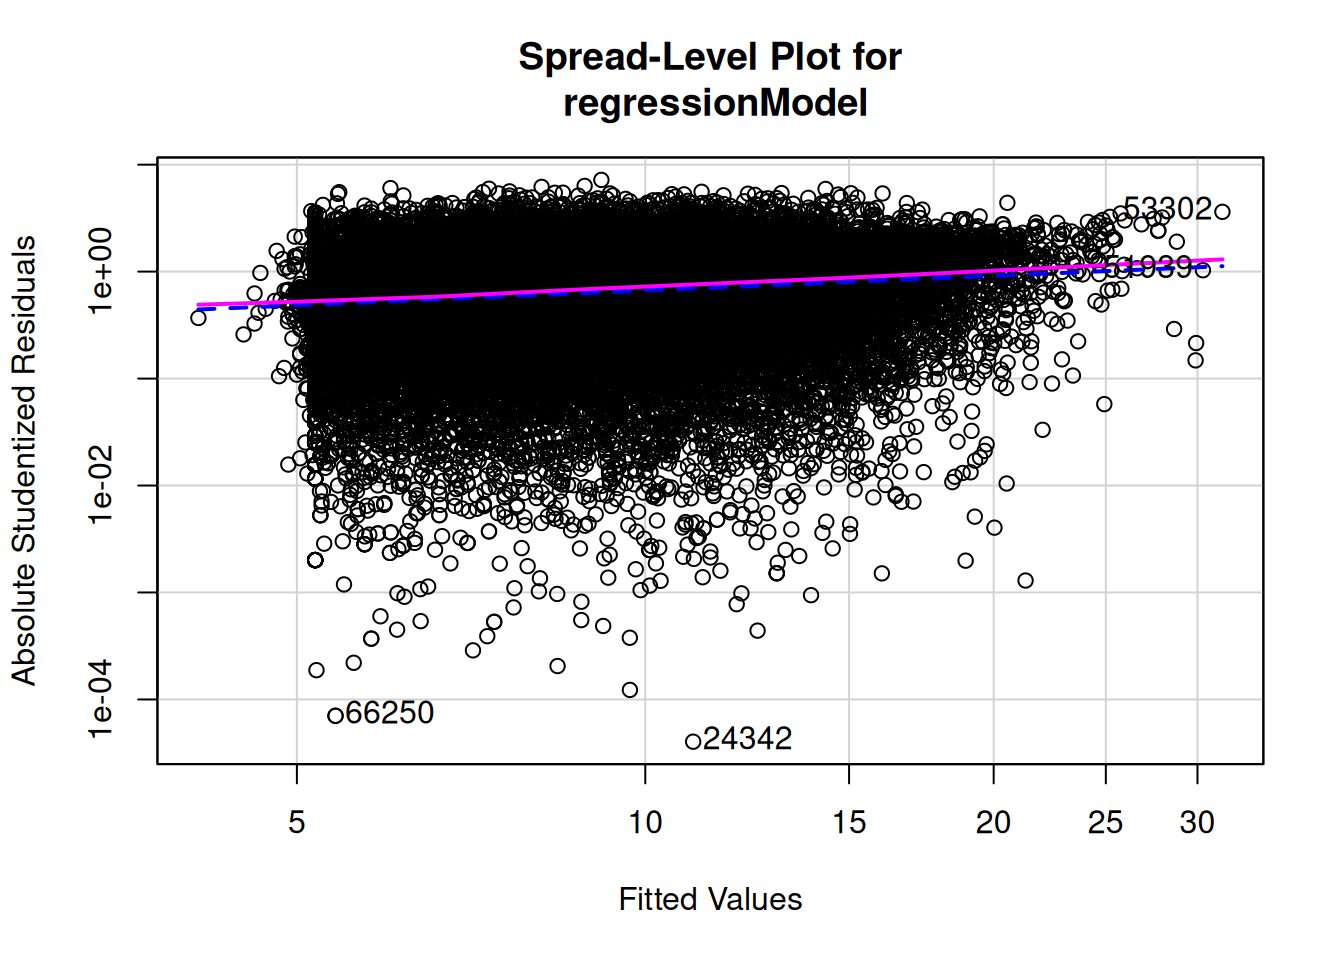 Spread-Level Plot for
regressionModel
Absolute Studentized Residuals
1e+00
1e-02
1e-04
53302
66250
24342
5 10 15 20 25 30
Fitted Values